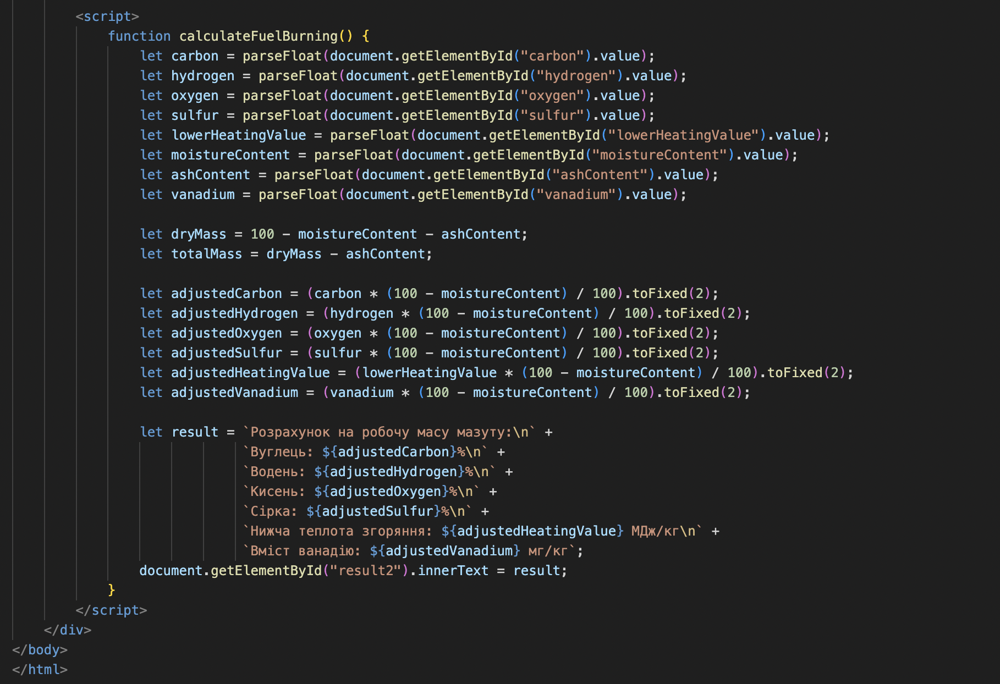 <script>
function calculateFuelBurning() {
let carbon = parseFloat(document.getElementById("carbon").value);
let hydrogen = parseFloat(document.getElementById("hydrogen").value);
let oxygen = parseFloat(document.getElementById("oxygen").value);
let sulfur = parseFloat(document.getElementById("sulfur").value);
let lowerHeatingValue = parseFloat(document.getElementById("lowerHeatingValue").value);
let moistureContent = parseFloat(document.getElementById("moistureContent").value);
let ashContent = parseFloat(document.getElementById("ashContent").value);
let vanadium = parseFloat(document.getElementById("vanadium").value);
let dryMass = 100 - moistureContent - ashContent;
let totalMass = dryMass - ashContent;
let adjustedCarbon = (carbon * (100 - moistureContent) / 100).toFixed(2);
let adjustedHydrogen = (hydrogen * (100 - moistureContent) / 100).toFixed(2);
let adjustedOxygen = (oxygen * (100 - moistureContent) / 100).toFixed(2);
let adjustedSulfur = (sulfur * (100 - moistureContent) / 100).toFixed(2);
let adjustedHeatingValue = (lowerHeatingValue * (100 - moistureContent) / 100).toFixed(2);
let adjustedVanadium = (vanadium * (100 - moistureContent) / 100).toFixed(2);
let result = `Розрахунок на робочу масу мазуту:\n` +
`Вуглець: ${adjustedCarbon}%\n` +
`Водень: ${adjustedHydrogen}%\n` +
`Кисень: ${adjustedOxygen}%\n` +
`Сірка: ${adjustedSulfur}%\n` +
`Нижча теплота згоряння: ${adjustedHeatingValue} МДж/кг\n` +
`Вміст ванадію: ${adjustedVanadium} мг/кг`;
document.getElementById("result2").innerText = result;
}
</script>
</div>
</body>
</html>